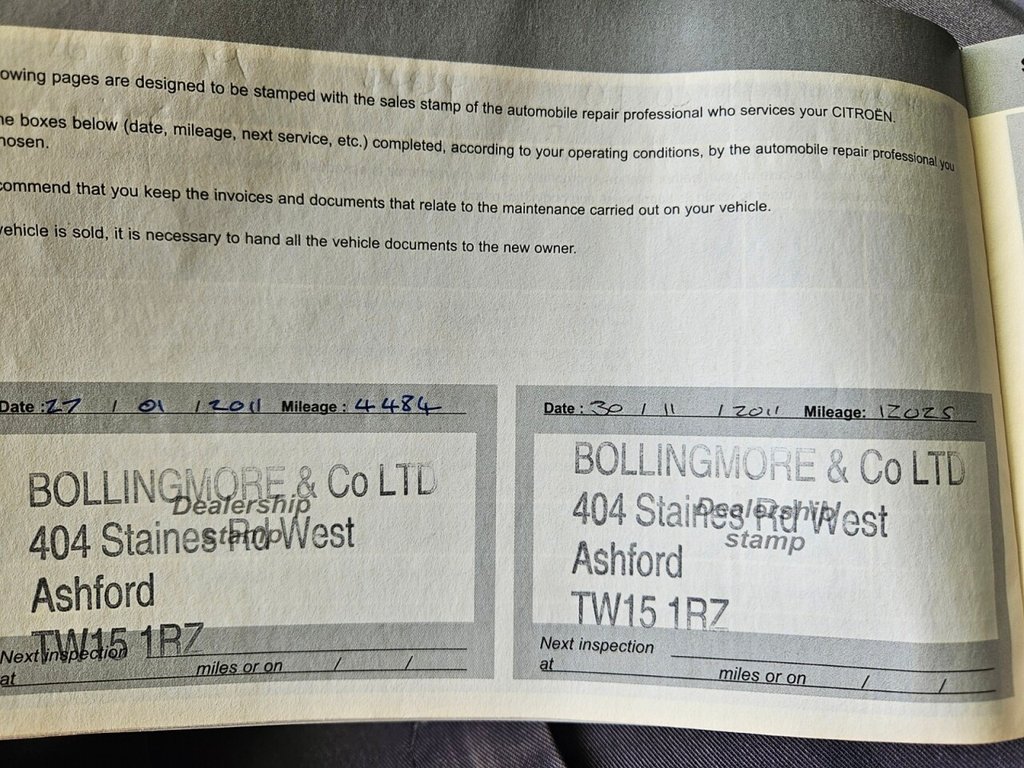 owing pages are designed to be stamped with the sales stamp of the automobile repair professional who services your CITROËN.
he boxes below (date, mileage, next service, etc.) completed, according to your operating conditions, by the automobile repair professional you
hosen.
commend that you keep the invoices and documents that relate to the maintenance carried out on your vehicle.
vehicle is sold, it is necessary to hand all the vehicle documents to the new owner.
Date : 27 / 01 / 2011 Mileage : 4484
BOLLINGMORE & Co LTD
Dealership
404 Staines Rd West
stamp
Ashford
TW15 1RZ
Next inspection
at miles or on / /
Date : 30 / 11 / 2011 Mileage: 12025
BOLLINGMORE & Co LTD
404 Staines Rd West
Dealership
stamp
Ashford
TW15 1RZ
Next inspection
at miles or on / /